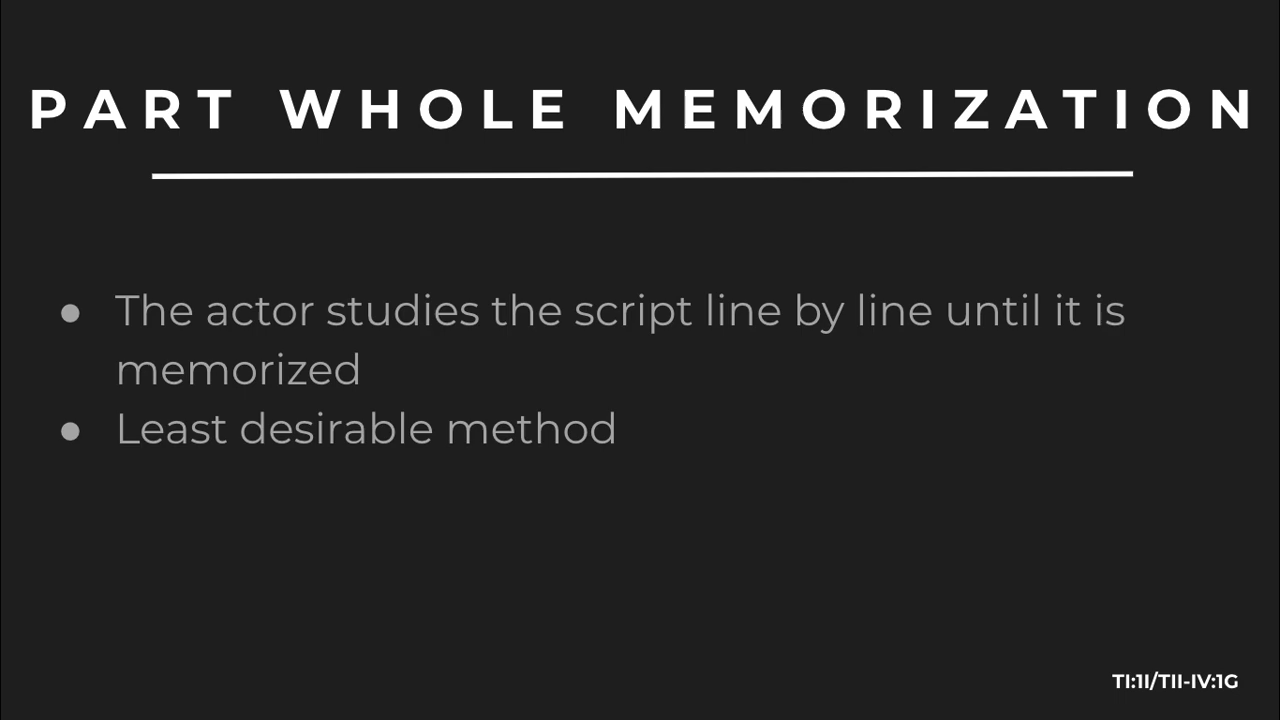 PART WHOLE MEMORIZATION
● The actor studies the script line by line until it is
memorized
● Least desirable method
TI:1I/TII-IV:1G